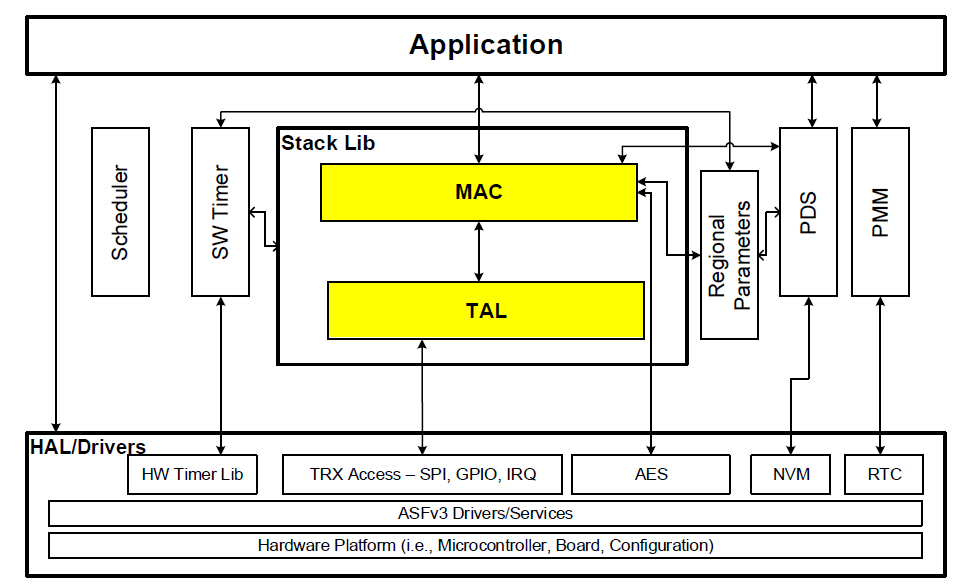 Application
Stack Lib
MAC
TAL
Scheduler
SW Timer
Regional
Parameters
PDS
PMM
HAL/Drivers
HW Timer Lib
TRX Access – SPI, GPIO, IRQ
AES
NVM
RTC
ASFv3 Drivers/Services
Hardware Platform (i.e., Microcontroller, Board, Configuration)